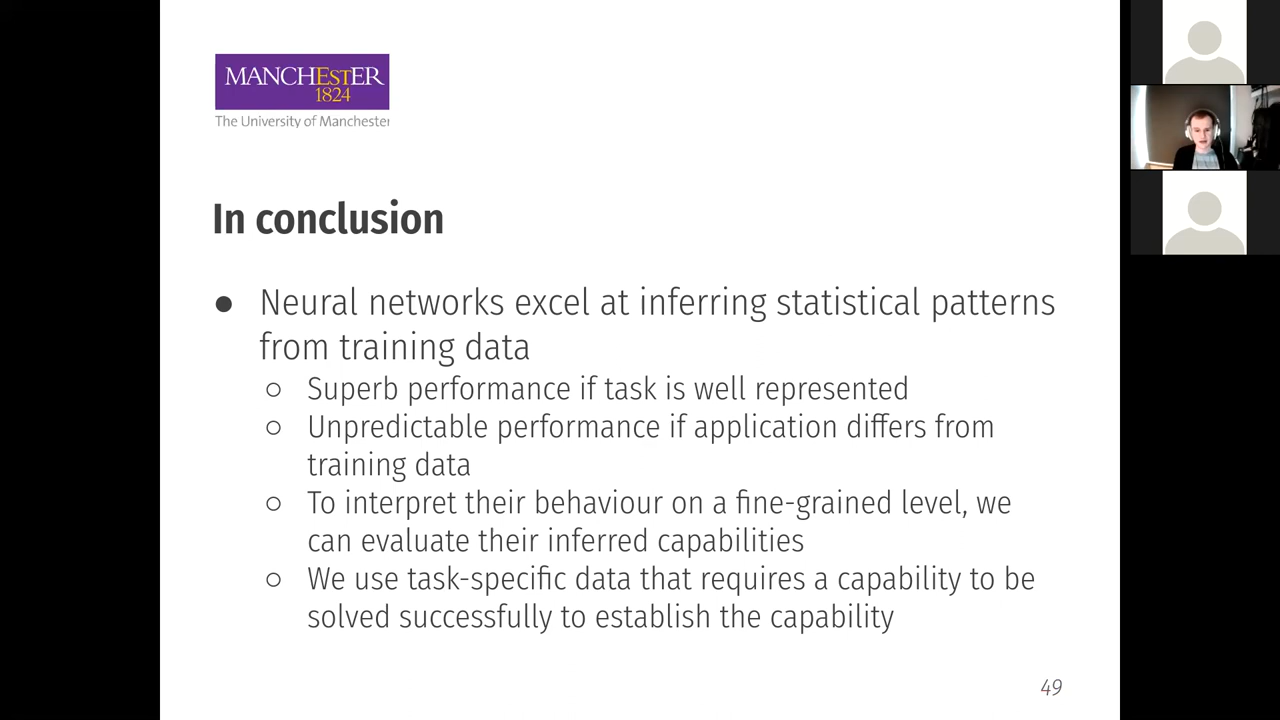 MANCHESTER
1824
The University of Manchester
In conclusion
● Neural networks excel at inferring statistical patterns
from training data
○ Superb performance if task is well represented
○ Unpredictable performance if application differs from
training data
○ To interpret their behaviour on a fine-grained level, we
can evaluate their inferred capabilities
○ We use task-specific data that requires a capability to be
solved successfully to establish the capability
49